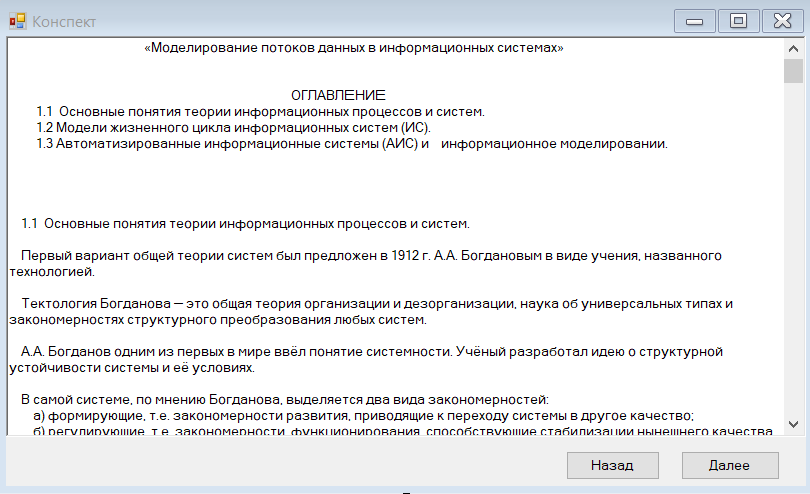 Конспект
«Моделирование потоков данных в информационных системах»
ОГЛАВЛЕНИЕ
1.1 Основные понятия теории информационных процессов и систем.
1.2 Модели жизненного цикла информационных систем (ИС).
1.3 Автоматизированные информационные системы (АИС) и информационное моделировании.
1.1 Основные понятия теории информационных процессов и систем.
Первый вариант общей теории систем был предложен в 1912 г. А.А. Богдановым в виде учения, названного
технологией.
Тектология Богданова – это общая теория организации и дезорганизации, наука об универсальных типах и
закономерностях структурного преобразования любых систем.
А.А. Богданов одним из первых в мире ввёл понятие системности. Учёный разработал идею о структурной
устойчивости системы и её условиях.
В самой системе, по мнению Богданова, выделяется два вида закономерностей:
а) формирующие, т.е. закономерности развития, приводящие к переходу системы в другое качество;
б) регулирующие, т.е. закономерности функционирования, способствующие стабилизации нынешнего качества
Назад
Далее